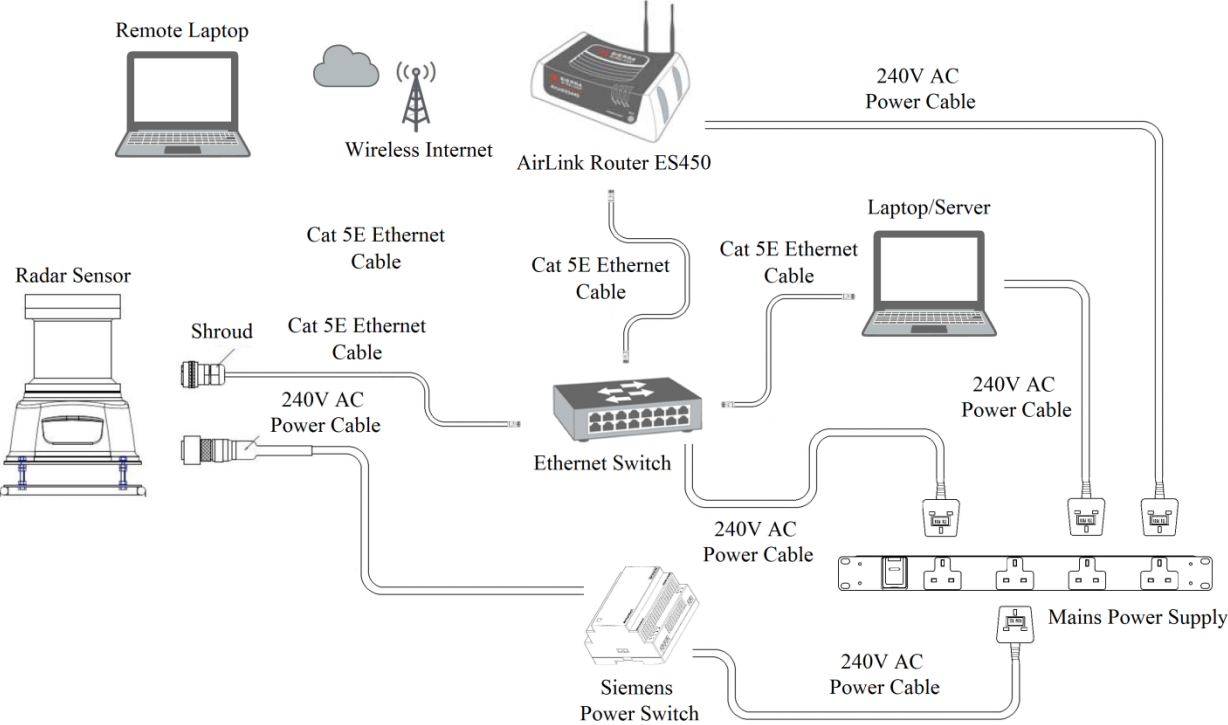 Remote Laptop
Wireless Internet
AirLink Router ES450
240V AC
Power Cable
Laptop/Server
Cat 5E Ethernet
Cable
Cat 5E Ethernet
Cable
Cat 5E Ethernet
Cable
Radar Sensor
Shroud
Cat 5E Ethernet
Cable
240V AC
Power Cable
Ethernet Switch
240V AC
Power Cable
240V AC
Power Cable
Mains Power Supply
Siemens
Power Switch
240V AC
Power Cable